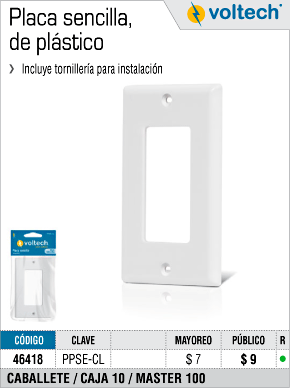 Placa sencilla,
de plástico
voltech®
❯ Incluye tornillería para instalación
voltech
CÓDIGO CLAVE MAYOREO PÚBLICO R
46418 PPSE-CL $ 7 $ 9 ●
CABALLETE / CAJA 10 / MASTER 100